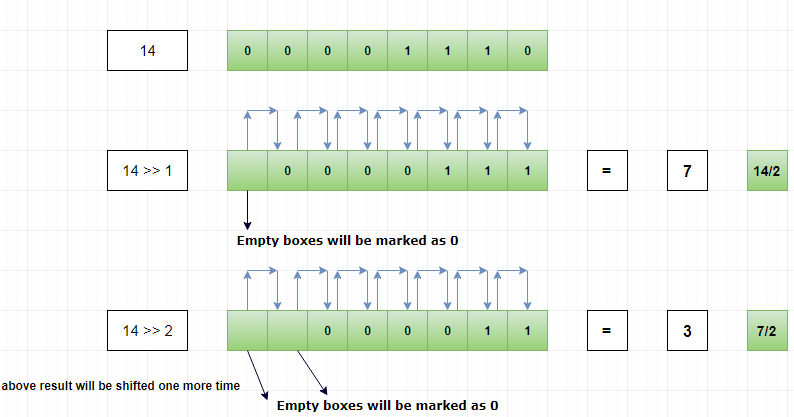 14 0 0 0 0 1 1 1 0
14 >> 1 0 0 0 0 1 1 1 = 7 14/2
Empty boxes will be marked as 0
14 >> 2 0 0 0 0 1 1 = 3 7/2
above result will be shifted one more time
Empty boxes will be marked as 0